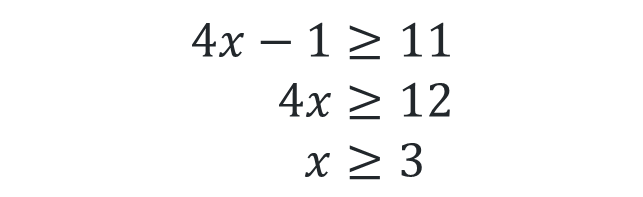 4x − 1 ≥ 11
4x ≥ 12
x ≥ 3